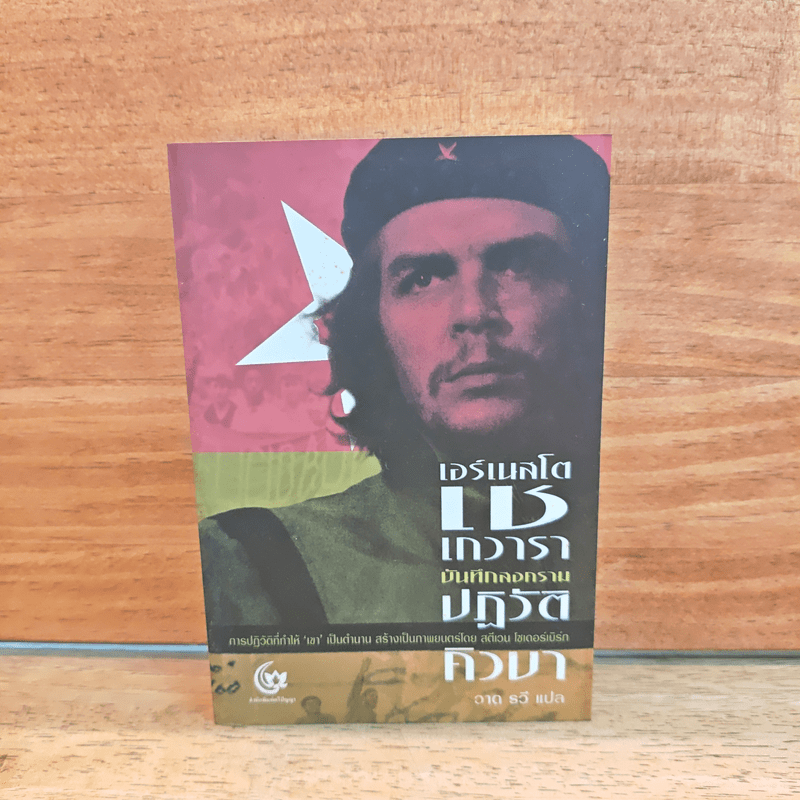 เอร์เนสโต
เช
เกวารา
บันทึกสงคราม
ปฏิวัติ
การปฏิวัติที่ทำให้ 'เขา' เป็นตำนาน สร้างเป็นภาพยนตร์โดย สตีเวน โซเดอร์เบิร์ก
คิวบา
วาด รวี แปล